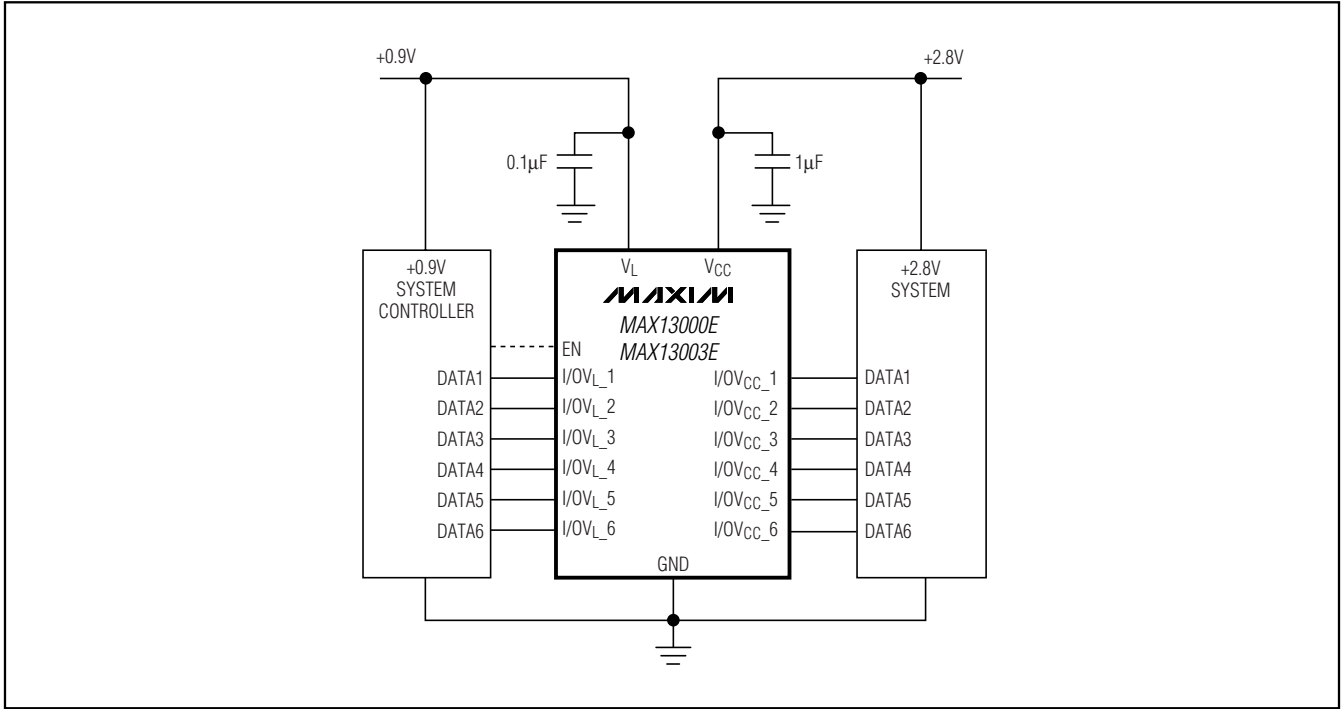 +0.9V
+2.8V
0.1µF
1µF
+0.9V
SYSTEM
CONTROLLER
VL
VCC
MAXIM
MAX13000E
MAX13003E
+2.8V
SYSTEM
EN
DATA1
I/OVL_1
I/OVCC_1
DATA1
DATA2
I/OVL_2
I/OVCC_2
DATA2
DATA3
I/OVL_3
I/OVCC_3
DATA3
DATA4
I/OVL_4
I/OVCC_4
DATA4
DATA5
I/OVL_5
I/OVCC_5
DATA5
DATA6
I/OVL_6
I/OVCC_6
DATA6
GND